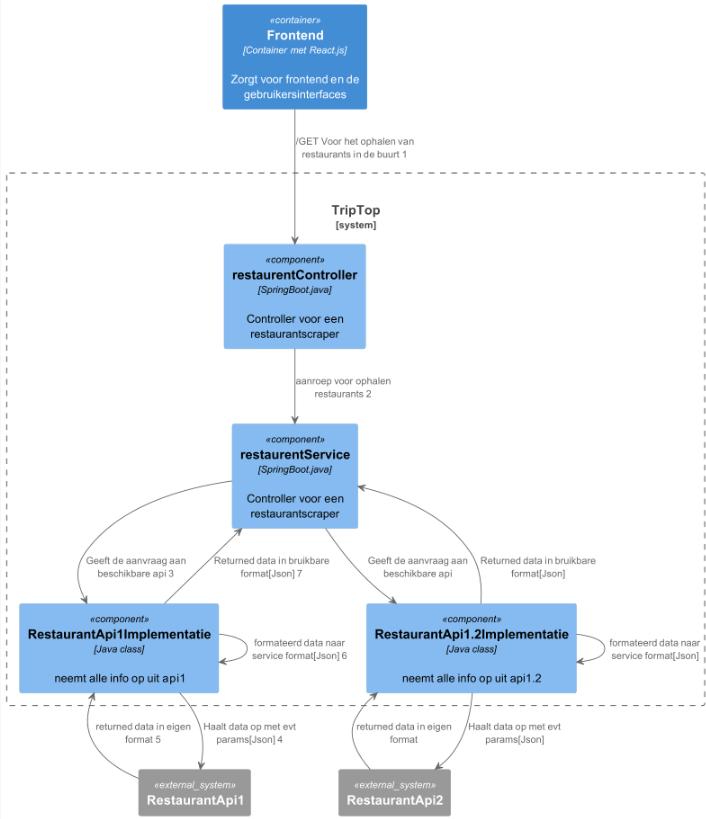 «container»
Frontend
[Container met React.js]
Zorgt voor frontend en de
gebruikersinterfaces
/GET Voor het ophalen van
restaurants in de buurt 1
TripTop
[system]
«component»
restaurentController
[SpringBoot.java]
Controller voor een
restaurantscraper
aanroep voor ophalen
restaurants 2
«component»
restaurentService
[SpringBoot.java]
Controller voor een
restaurantscraper
Geeft de aanvraag aan
beschikbare api 3
Returned data in bruikbare
format[Json] 7
Geeft de aanvraag aan
beschikbare api
Returned data in bruikbare
format[Json]
«component»
RestaurantApi1Implementatie
[Java class]
neemt alle info op uit api1
formateerd data naar
service format[Json] 6
«component»
RestaurantApi1.2Implementatie
[Java class]
neemt alle info op uit api1.2
formateerd data naar
service format[Json]
returned data in eigen
format 5
Haalt data op met evt
params[Json] 4
returned data in eigen
format
Haalt data op met evt
params[Json]
«external_system»
RestaurantApi1
«external_system»
RestaurantApi2